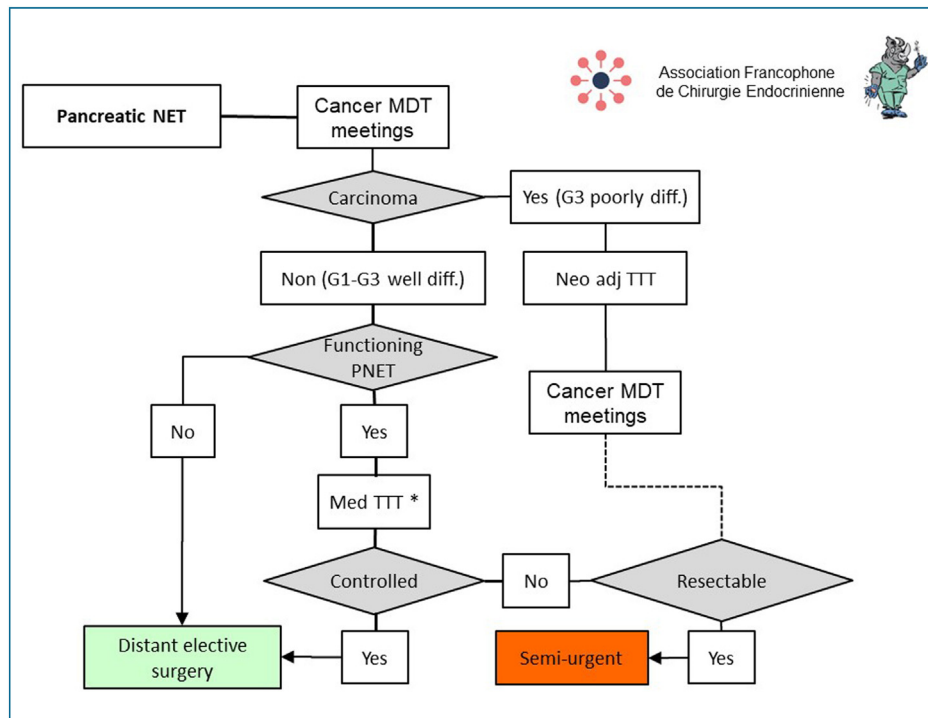 Association Francophone
de Chirurgie Endocrinienne
Pancreatic NET
Cancer MDT
meetings
Carcinoma
Yes (G3 poorly diff.)
Non (G1-G3 well diff.)
Neo adj TTT
Functioning
PNET
Cancer MDT
meetings
No
Yes
Med TTT *
Controlled
No
Resectable
Distant elective
surgery
Yes
Semi-urgent
Yes